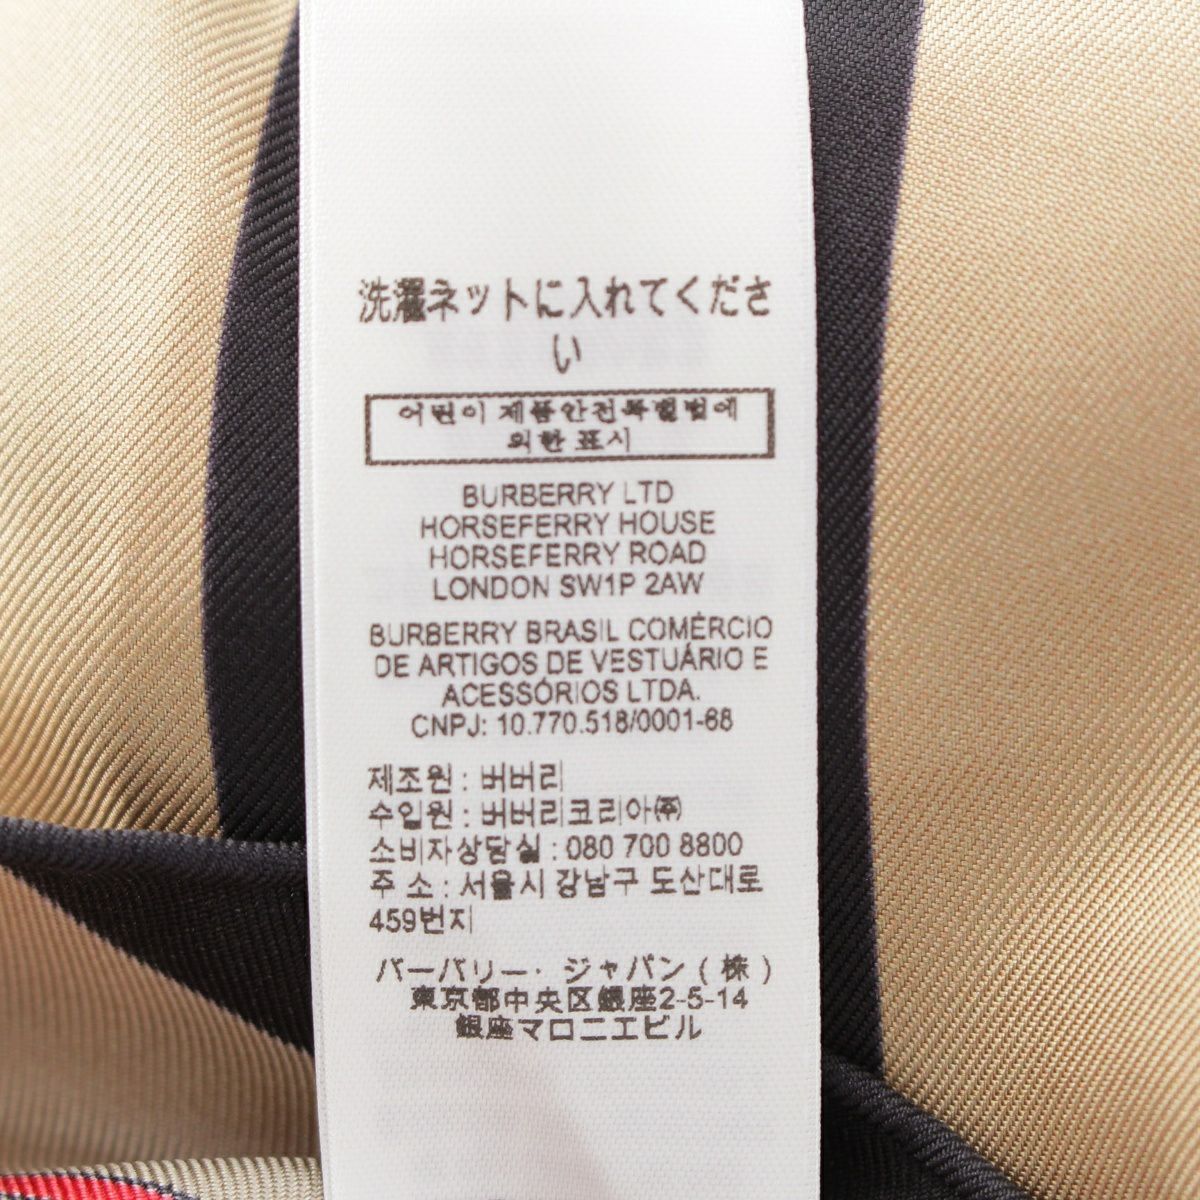 洗濯ネットに入れてくださ
い
어린이 제품안전특별법에
의한 표시
BURBERRY LTD
HORSEFERRY HOUSE
HORSEFERRY ROAD
LONDON SW1P 2AW
BURBERRY BRASIL COMÉRCIO
DE ARTIGOS DE VESTUÁRIO E
ACESSÓRIOS LTDA.
CNPJ: 10.770.518/0001-68
제조원 : 버버리
수입원 : 버버리코리아㈜
소비자상담실 : 080 700 8800
주 소 : 서울시 강남구 도산대로
459번지
バーバリー・ジャパン ( 株 )
東京都中央区銀座2-5-14
銀座マロニエビル